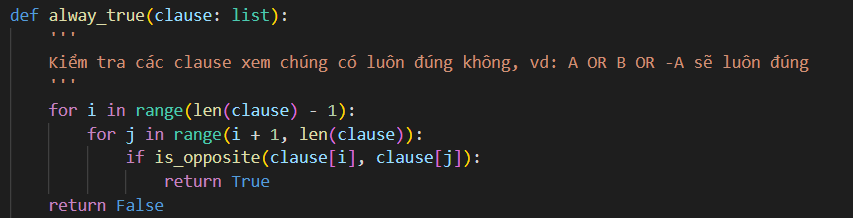 def alway_true(clause: list):
    '''
    Kiểm tra các clause xem chúng có luôn đúng không, vd: A OR B OR -A sẽ luôn đúng
    '''
    for i in range(len(clause) - 1):
        for j in range(i + 1, len(clause)):
            if is_opposite(clause[i], clause[j]):
                return True
    return False